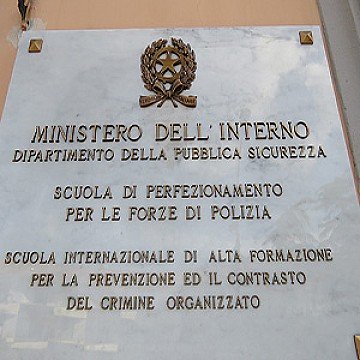 MINISTERO DELL'INTERNO
DIPARTIMENTO DELLA PUBBLICA SICUREZZA
SCUOLA DI PERFEZIONAMENTO
PER LE FORZE DI POLIZIA
SCUOLA INTERNAZIONALE DI ALTA FORMAZIONE
PER LA PREVENZIONE ED IL CONTRASTO
DEL CRIMINE ORGANIZZATO